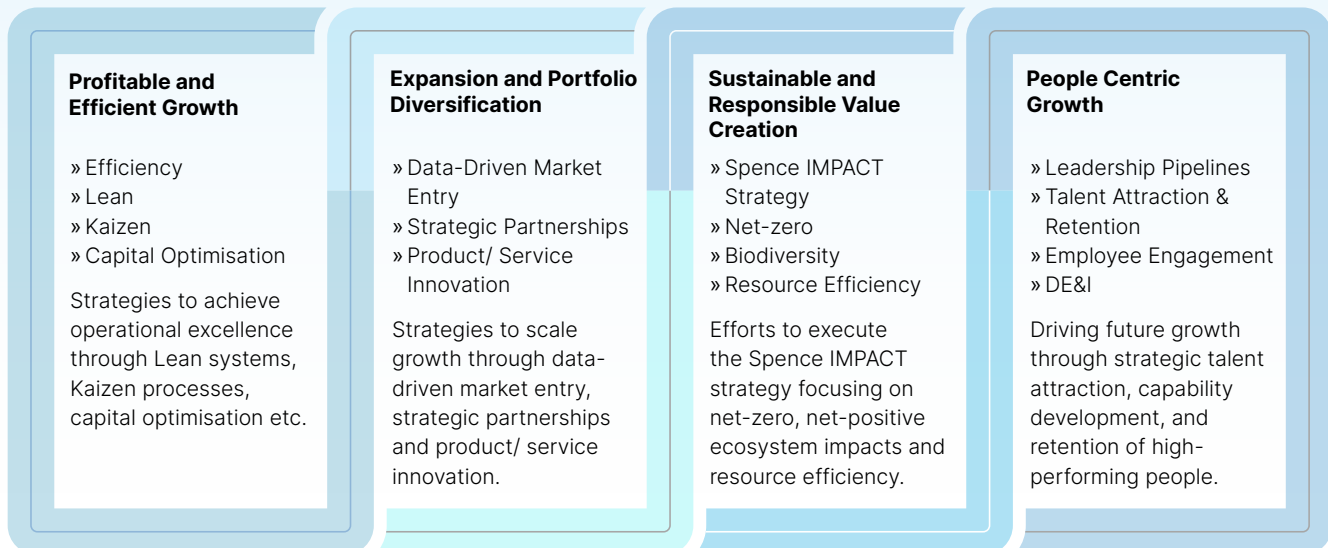 Profitable and
Efficient Growth
» Efficiency
» Lean
» Kaizen
» Capital Optimisation
Strategies to achieve
operational excellence
through Lean systems,
Kaizen processes,
capital optimisation etc.
Expansion and Portfolio
Diversification
» Data-Driven Market
Entry
» Strategic Partnerships
» Product/ Service
Innovation
Strategies to scale
growth through data-
driven market entry,
strategic partnerships
and product/ service
innovation.
Sustainable and
Responsible Value
Creation
» Spence IMPACT
Strategy
» Net-zero
» Biodiversity
» Resource Efficiency
Efforts to execute
the Spence IMPACT
strategy focusing on
net-zero, net-positive
ecosystem impacts and
resource efficiency.
People Centric
Growth
» Leadership Pipelines
» Talent Attraction &
Retention
» Employee Engagement
» DE&I
Driving future growth
through strategic talent
attraction, capability
development, and
retention of high-
performing people.